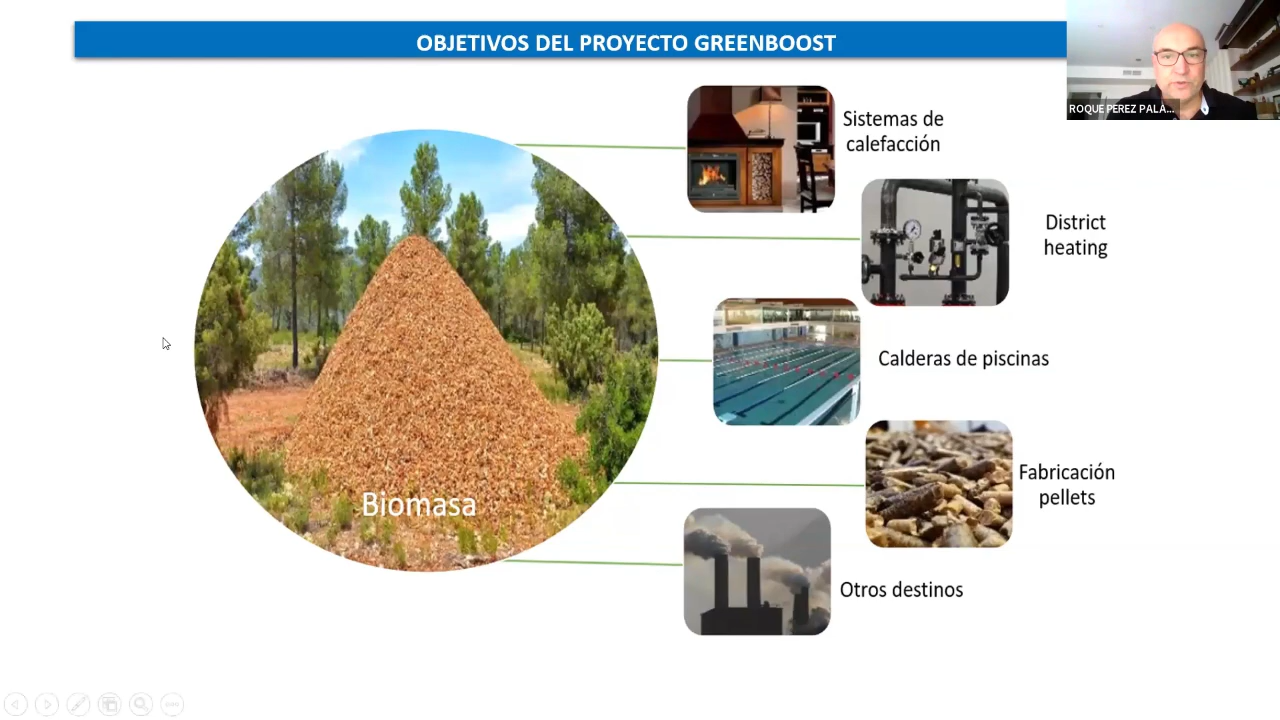 OBJETIVOS DEL PROYECTO GREENBOOST
ROQUE PEREZ PALA...
Sistemas de
calefacción
District
heating
Calderas de piscinas
Fabricación
pellets
Biomasa
Otros destinos